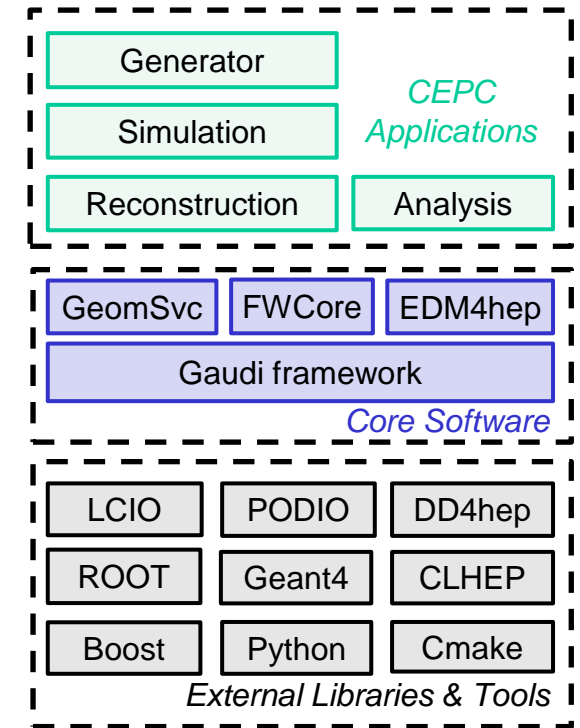 Generator
CEPC
Applications
Simulation
Reconstruction
Analysis
GeomSvc
FWCore
EDM4hep
Gaudi framework
Core Software
LCIO
PODIO
DD4hep
ROOT
Geant4
CLHEP
Boost
Python
Cmake
External Libraries & Tools